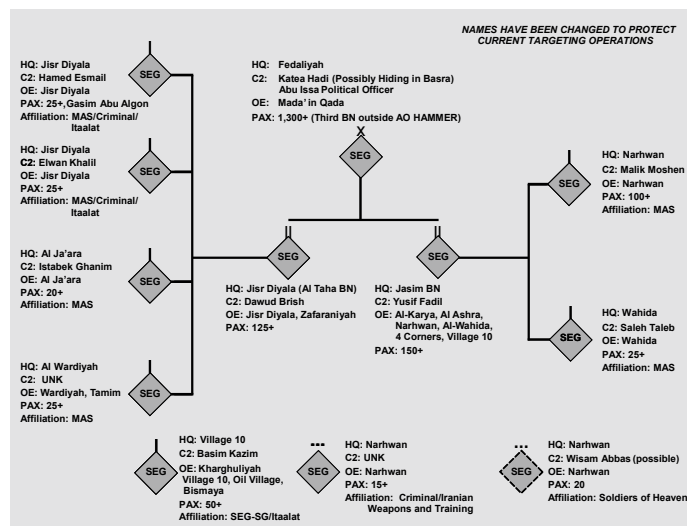 NAMES HAVE BEEN CHANGED TO PROTECT
CURRENT TARGETING OPERATIONS
HQ: Jisr Diyala
C2: Hamed Esmail
OE: Jisr Diyala
PAX: 25+,Gasim Abu Algon
Affiliation: MAS/Criminal/
Itaalat
SEG
HQ: Fedaliyah
C2: Katea Hadi (Possibly Hiding in Basra)
Abu Issa Political Officer
OE: Mada' in Qada
PAX: 1,300+ (Third BN outside AO HAMMER)
X
SEG
HQ: Jisr Diyala
C2: Elwan Khalil
OE: Jisr Diyala
PAX: 25+
Affiliation: MAS/Criminal/
Itaalat
SEG
HQ: Narhwan
C2: Malik Moshen
OE: Narhwan
PAX: 100+
Affiliation: MAS
SEG
HQ: Al Ja'ara
C2: Istabek Ghanim
OE: Al Ja'ara
PAX: 20+
Affiliation: MAS
SEG
SEG
HQ: Jisr Diyala (Al Taha BN)
C2: Dawud Brish
OE: Jisr Diyala, Zafaraniyah
PAX: 125+
SEG
HQ: Jasim BN
C2: Yusif Fadil
OE: Al-Karya, Al Ashra,
Narhwan, Al-Wahida,
4 Corners, Village 10
PAX: 150+
HQ: Wahida
C2: Saleh Taleb
OE: Wahida
PAX: 25+
Affiliation: MAS
SEG
HQ: Al Wardiyah
C2: UNK
OE: Wardiyah, Tamim
PAX: 25+
Affiliation: MAS
SEG
HQ: Village 10
C2: Basim Kazim
OE: Kharghuliyah
Village 10, Oil Village,
Bismaya
PAX: 50+
Affiliation: SEG-SG/Itaalat
SEG
HQ: Narhwan
C2: UNK
OE: Narhwan
PAX: 15+
Affiliation: Criminal/Iranian
Weapons and Training
SEG
HQ: Narhwan
C2: Wisam Abbas (possible)
OE: Narhwan
PAX: 20
Affiliation: Soldiers of Heaven
SEG